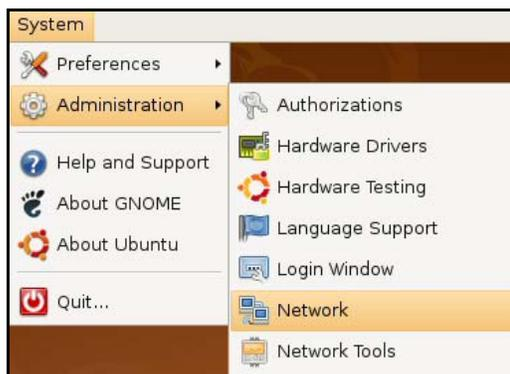 System
Preferences
Administration
Help and Support
About GNOME
About Ubuntu
Quit...
Authorizations
Hardware Drivers
Hardware Testing
Language Support
Login Window
Network
Network Tools